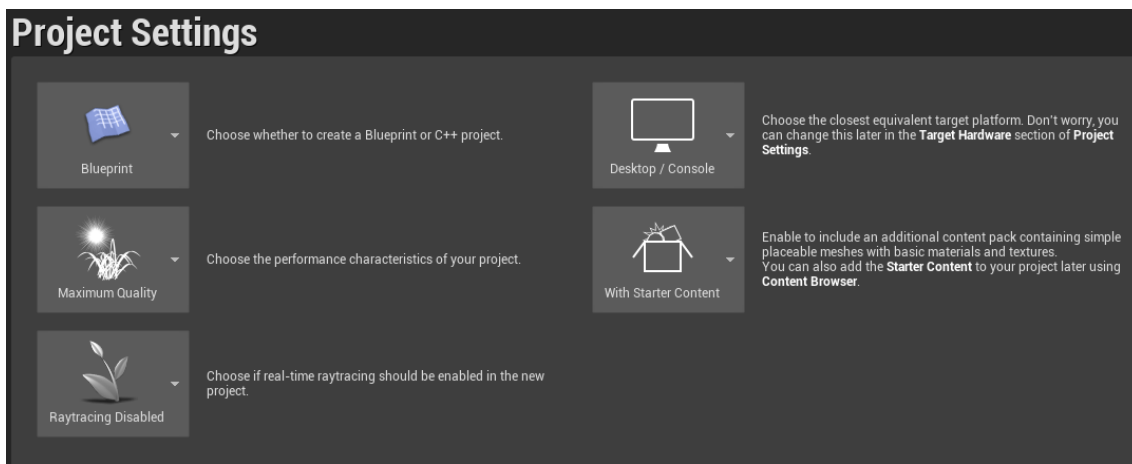 Project Settings
Blueprint
Choose whether to create a Blueprint or C++ project.
Desktop / Console
Choose the closest equivalent target platform. Don't worry, you
can change this later in the Target Hardware section of Project
Settings.
Maximum Quality
Choose the performance characteristics of your project.
With Starter Content
Enable to include an additional content pack containing simple
placeable meshes with basic materials and textures.
You can also add the Starter Content to your project later using
Content Browser.
Raytracing Disabled
Choose if real-time raytracing should be enabled in the new
project.